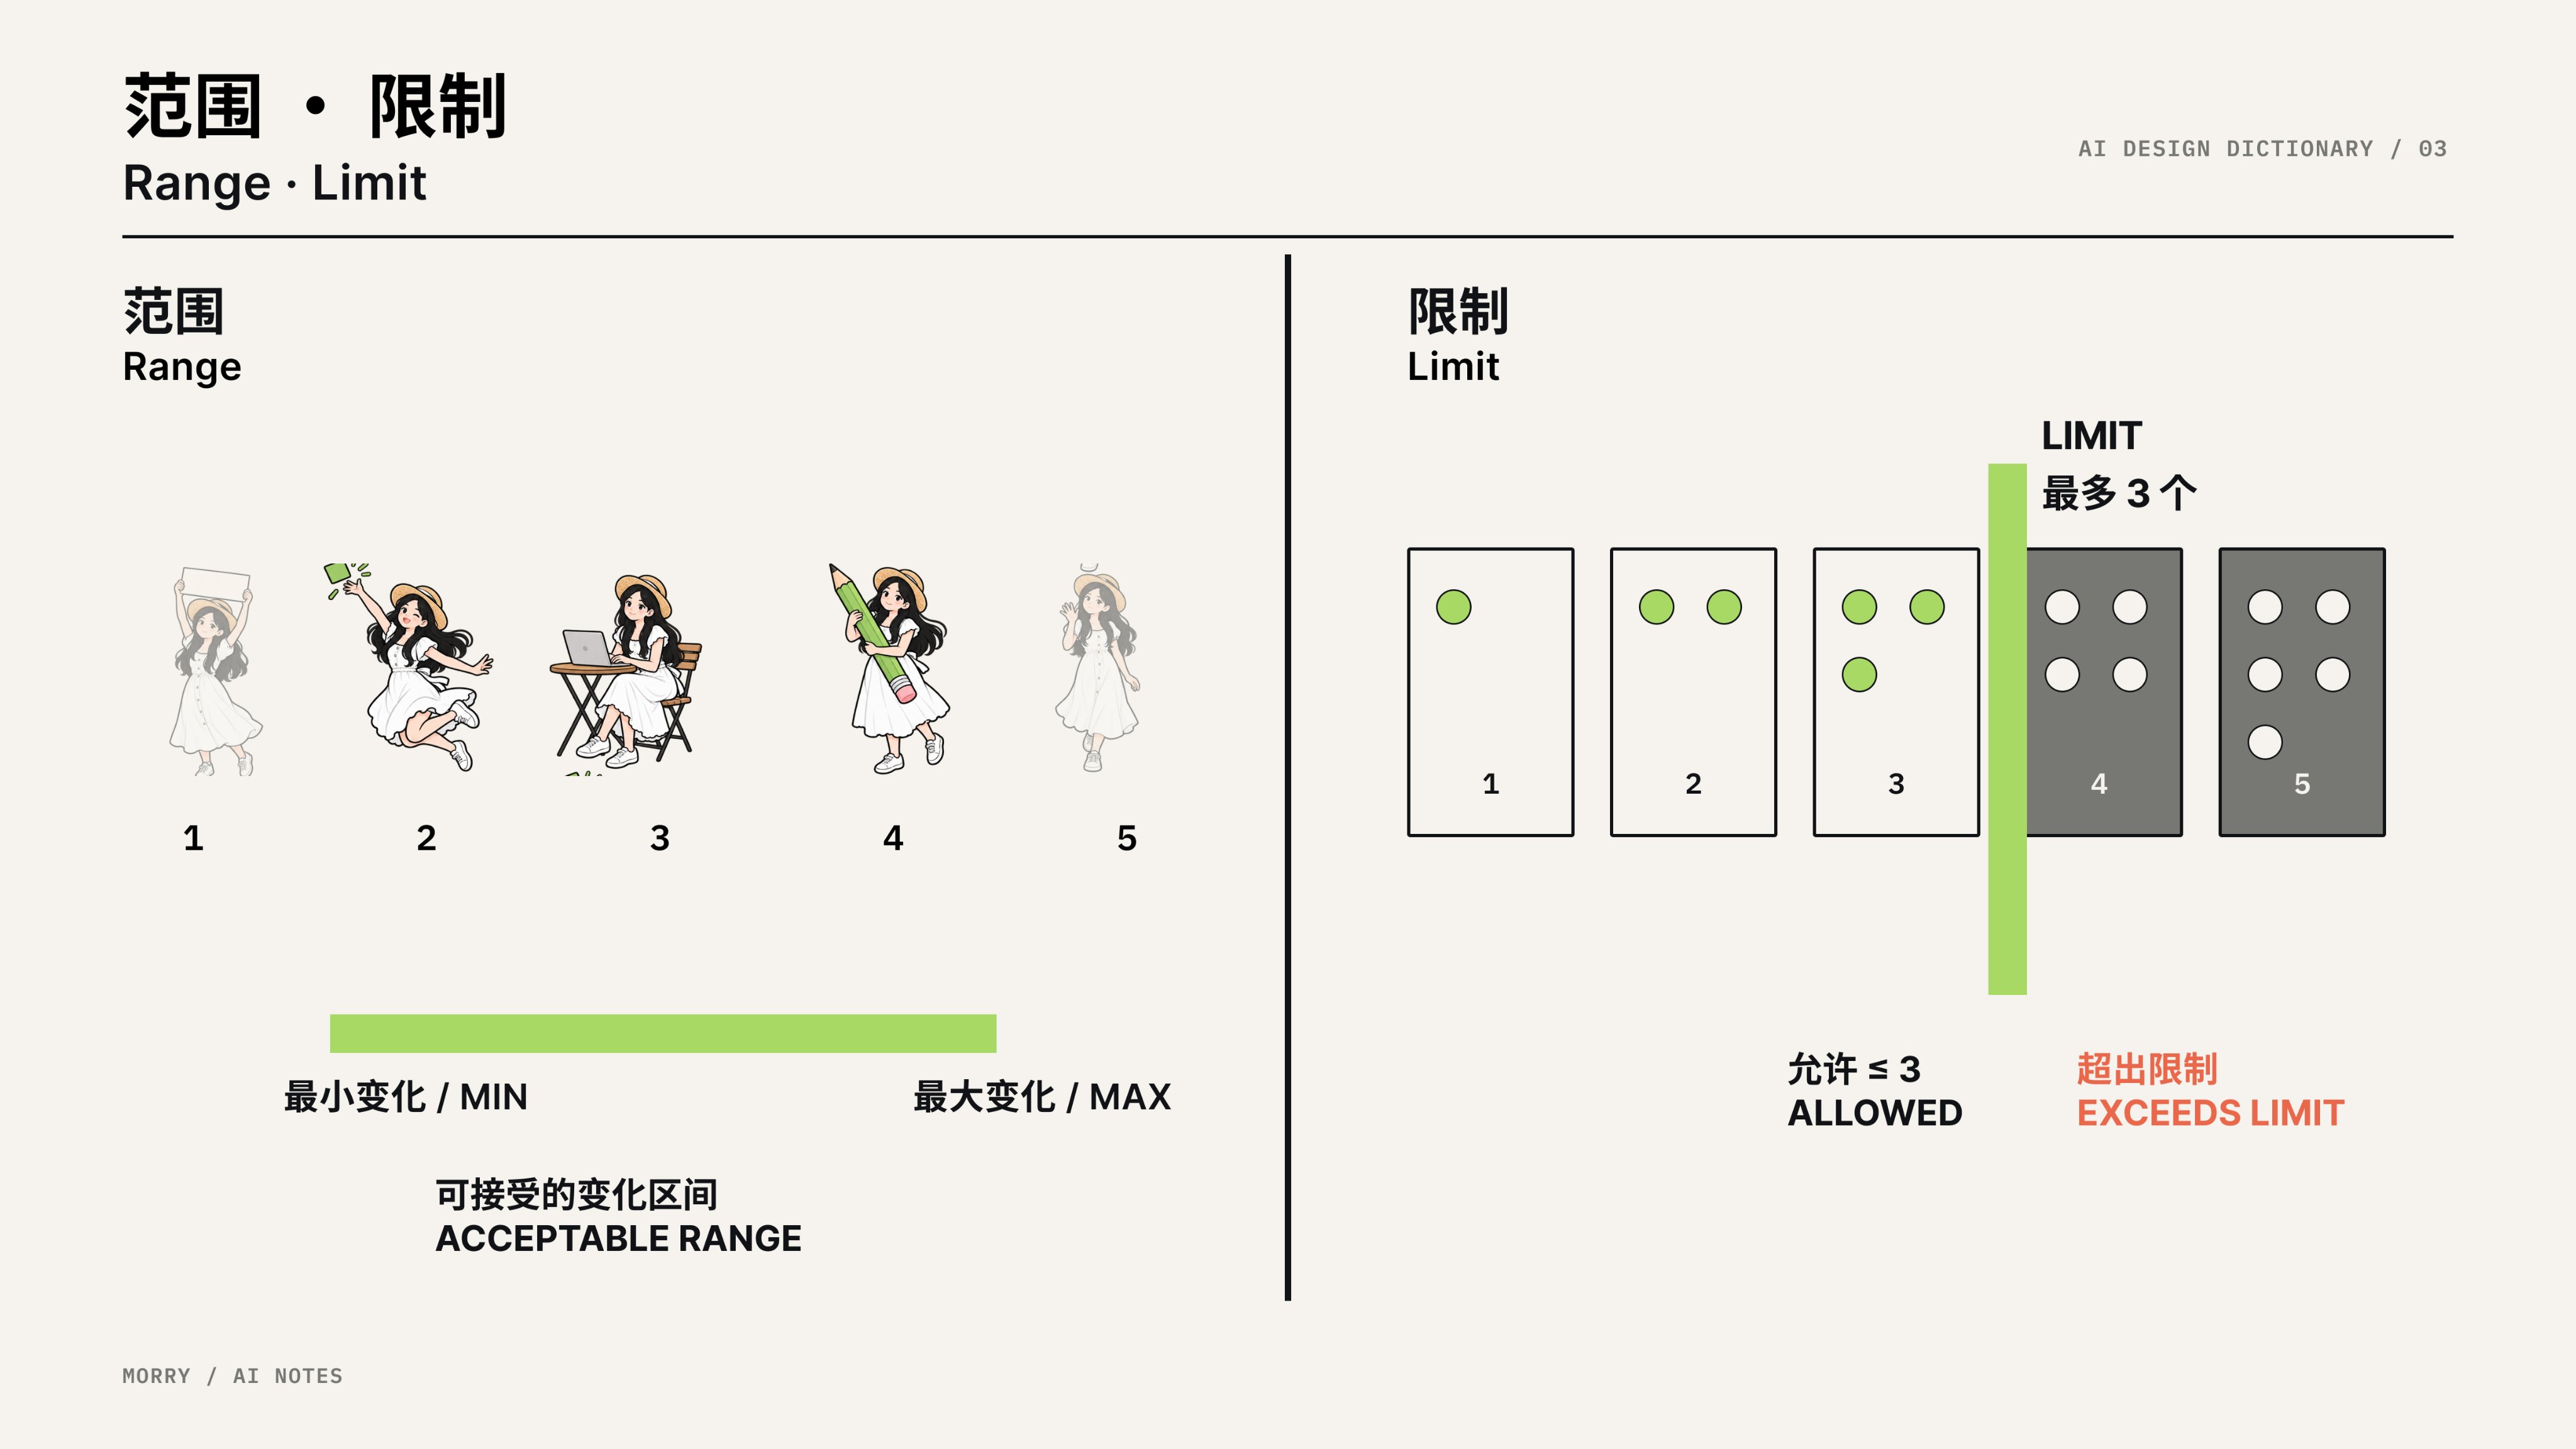 范围 · 限制
Range · Limit
AI DESIGN DICTIONARY / 03
范围
Range
1
2
3
4
5
最小变化 / MIN
最大变化 / MAX
可接受的变化区间
ACCEPTABLE RANGE
限制
Limit
LIMIT
最多 3 个
1
2
3
4
5
允许 ≤ 3
ALLOWED
超出限制
EXCEEDS LIMIT
MORRY / AI NOTES